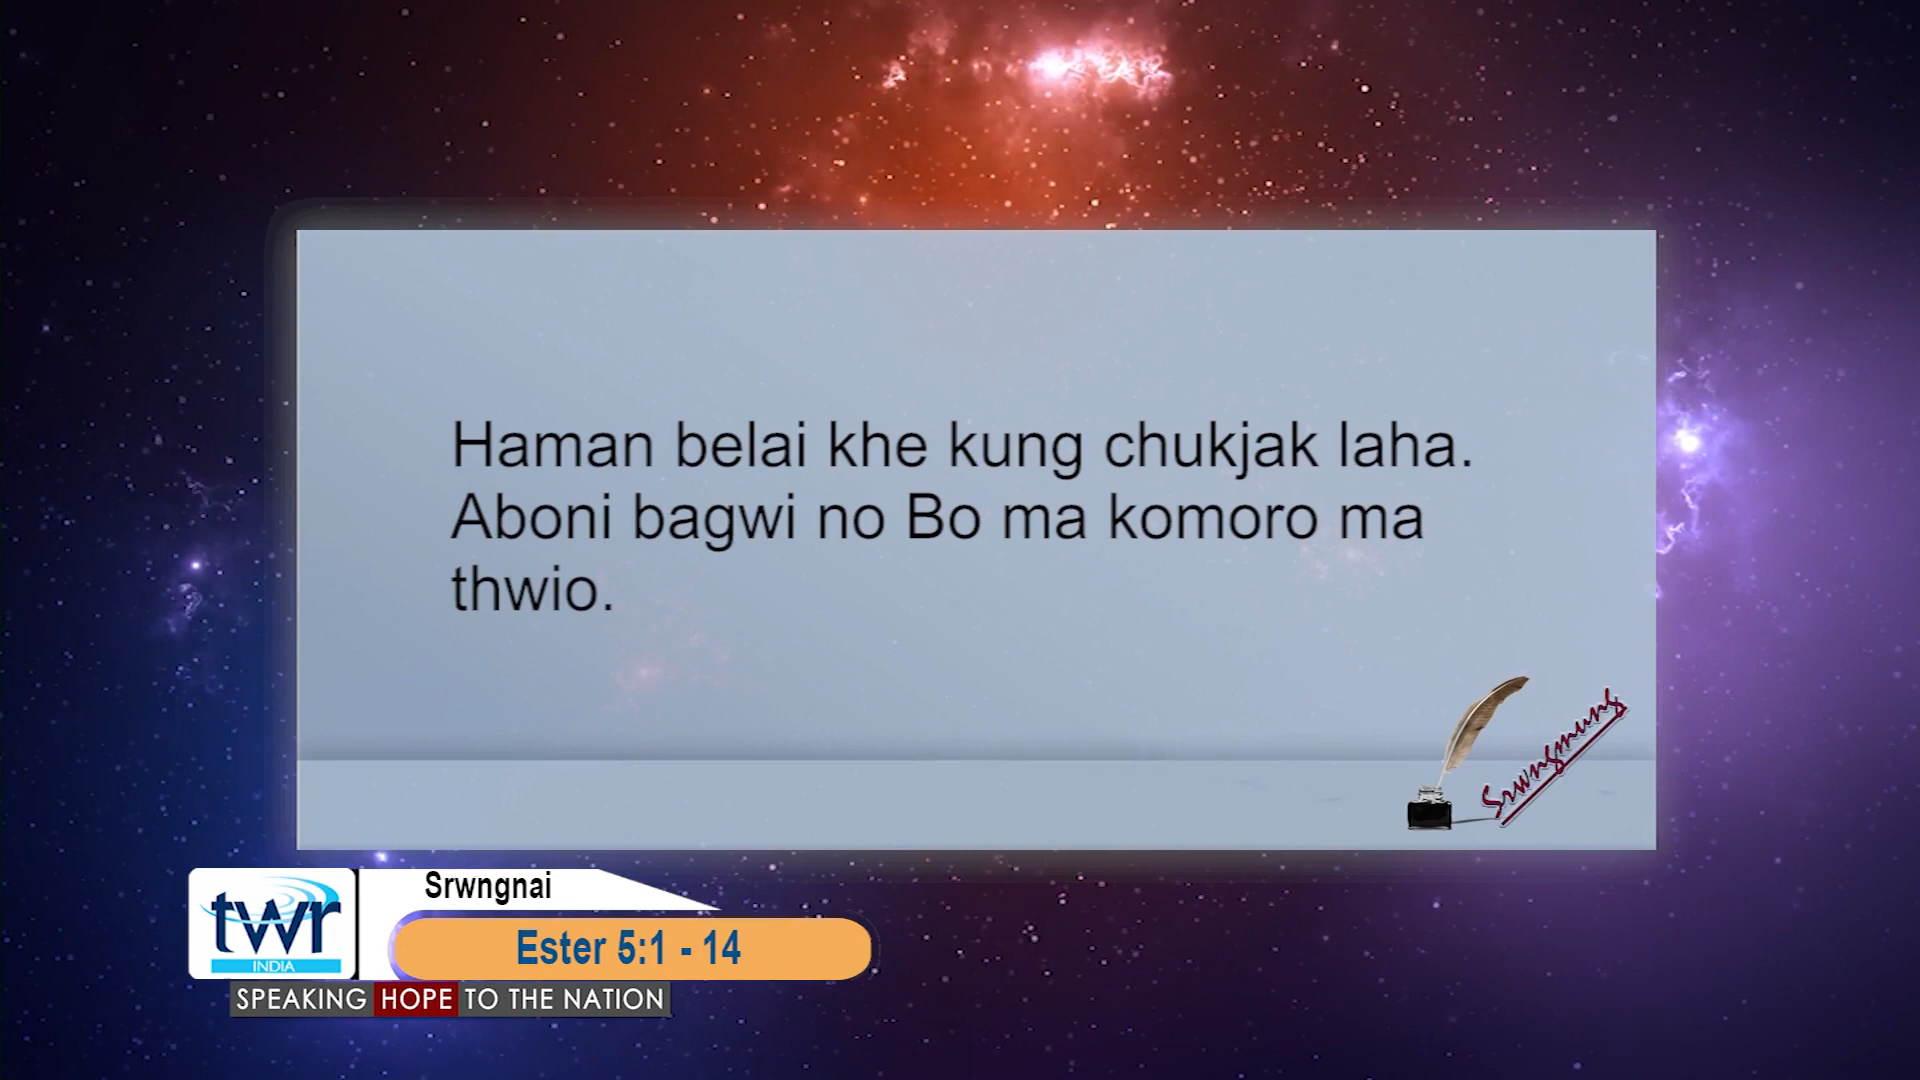 Haman belai khe kung chukjak laha.
Aboni bagwi no Bo ma komoro ma
thwio.
Srwngmung
twr
INDIA
Srwngnai
Ester 5:1 - 14
SPEAKING HOPE TO THE NATION